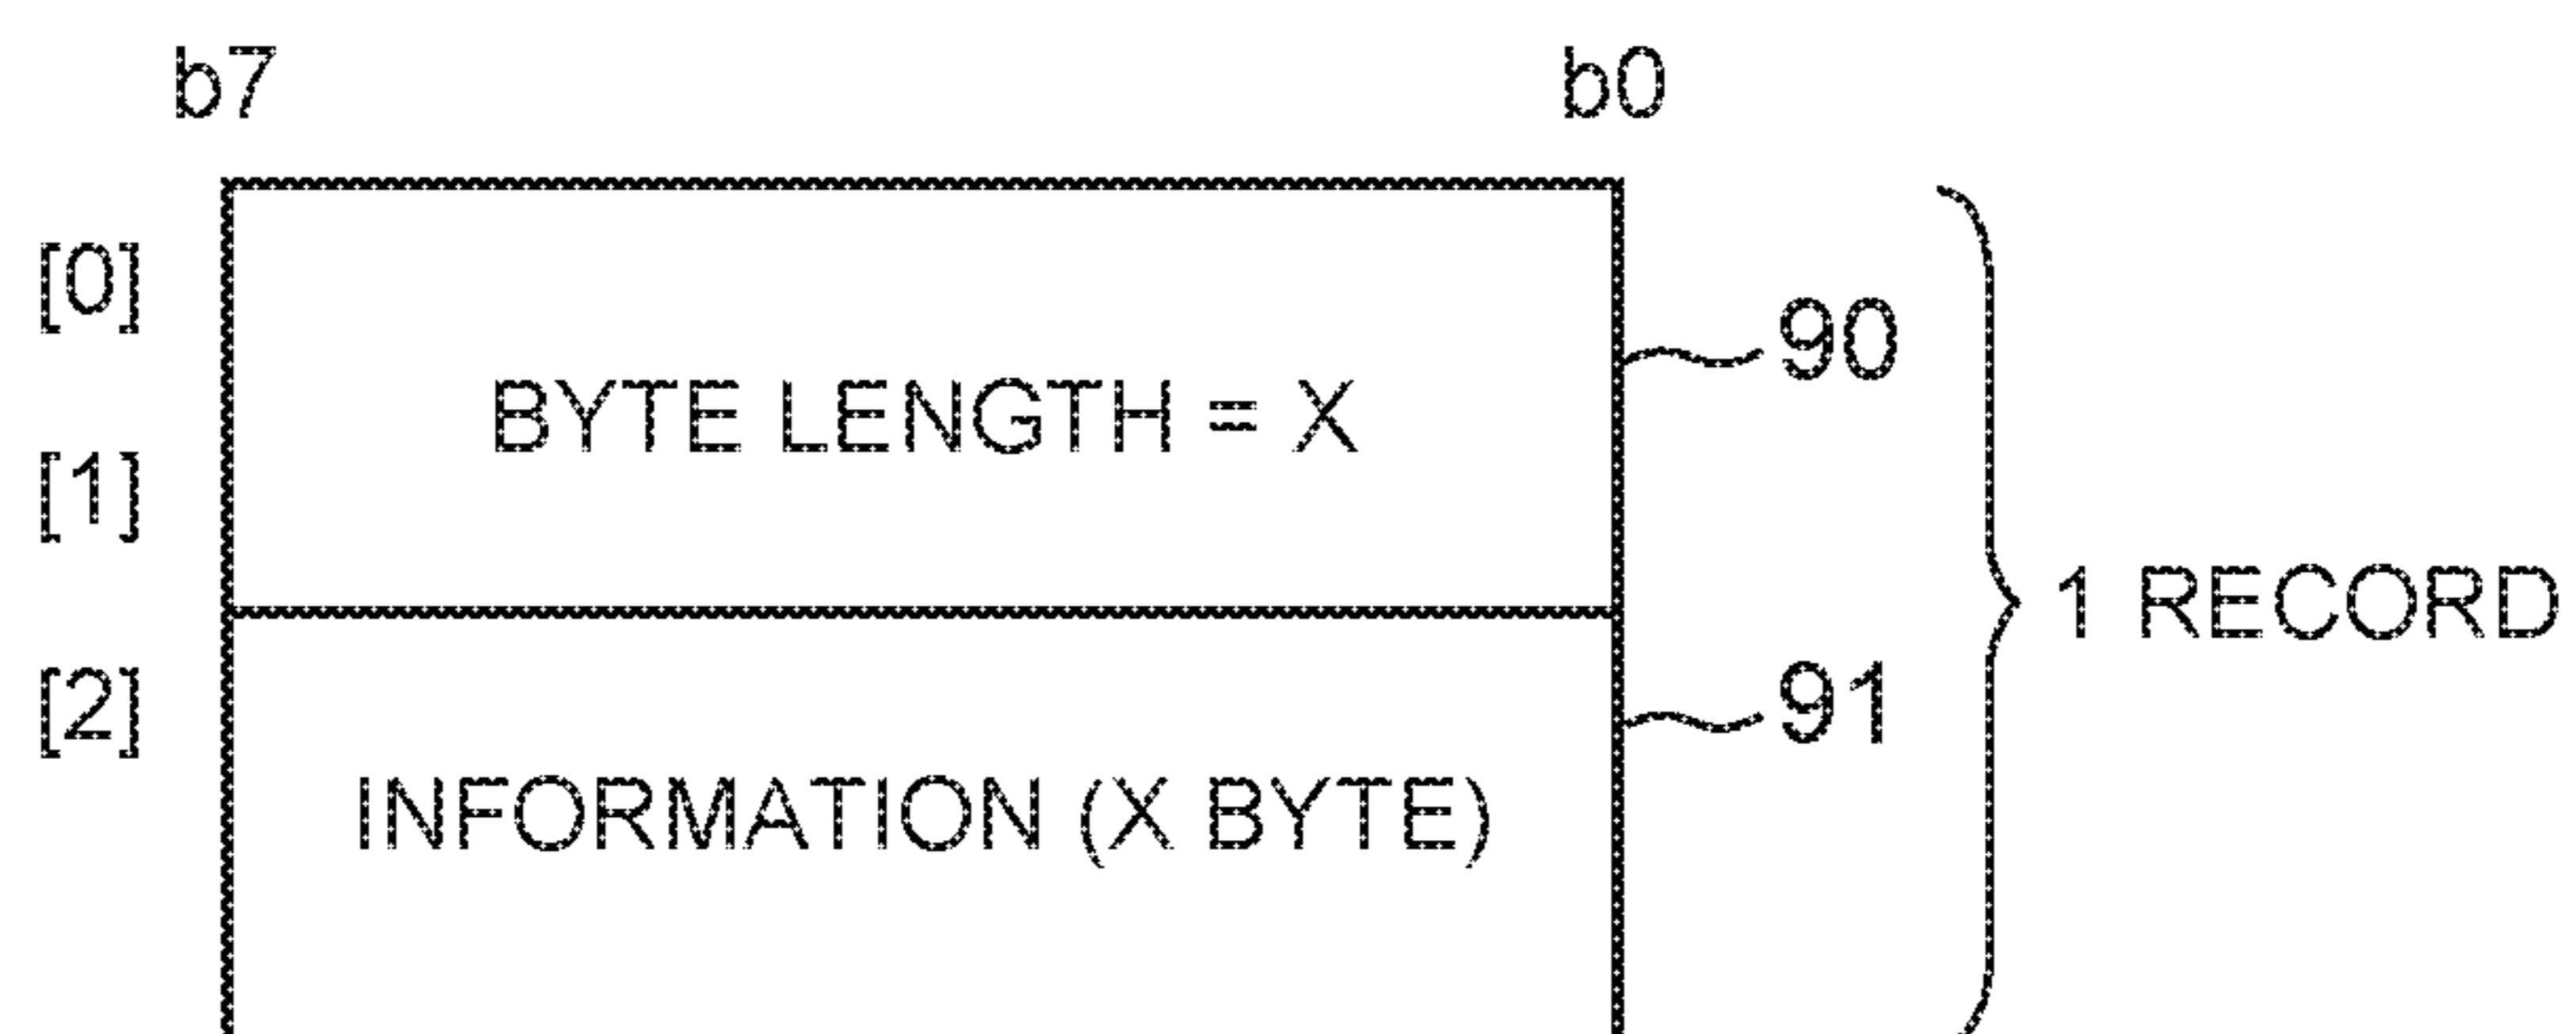 b7 b0
[0]
90
BYTE LENGTH = X
[1]
1 RECORD
[2]
91
INFORMATION (X BYTE)